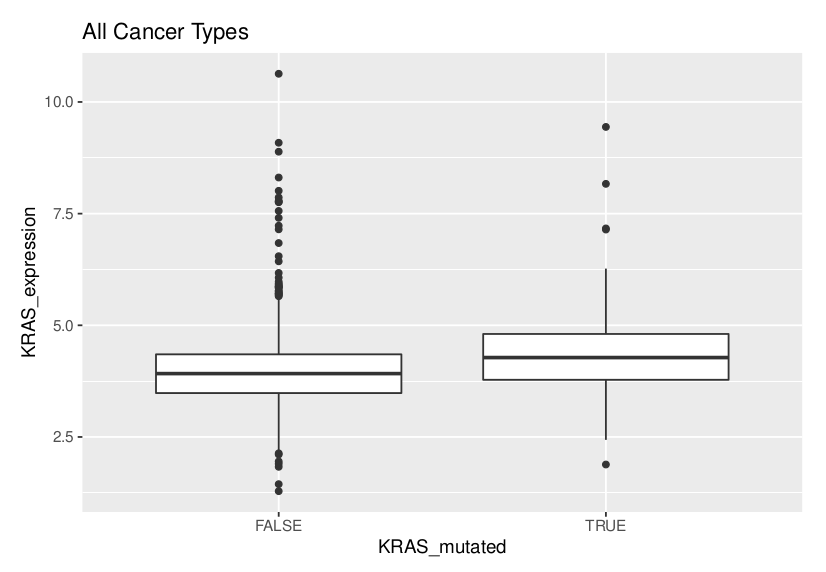 All Cancer Types
KRAS_expression
10.0
7.5
5.0
2.5
FALSE TRUE
KRAS_mutated